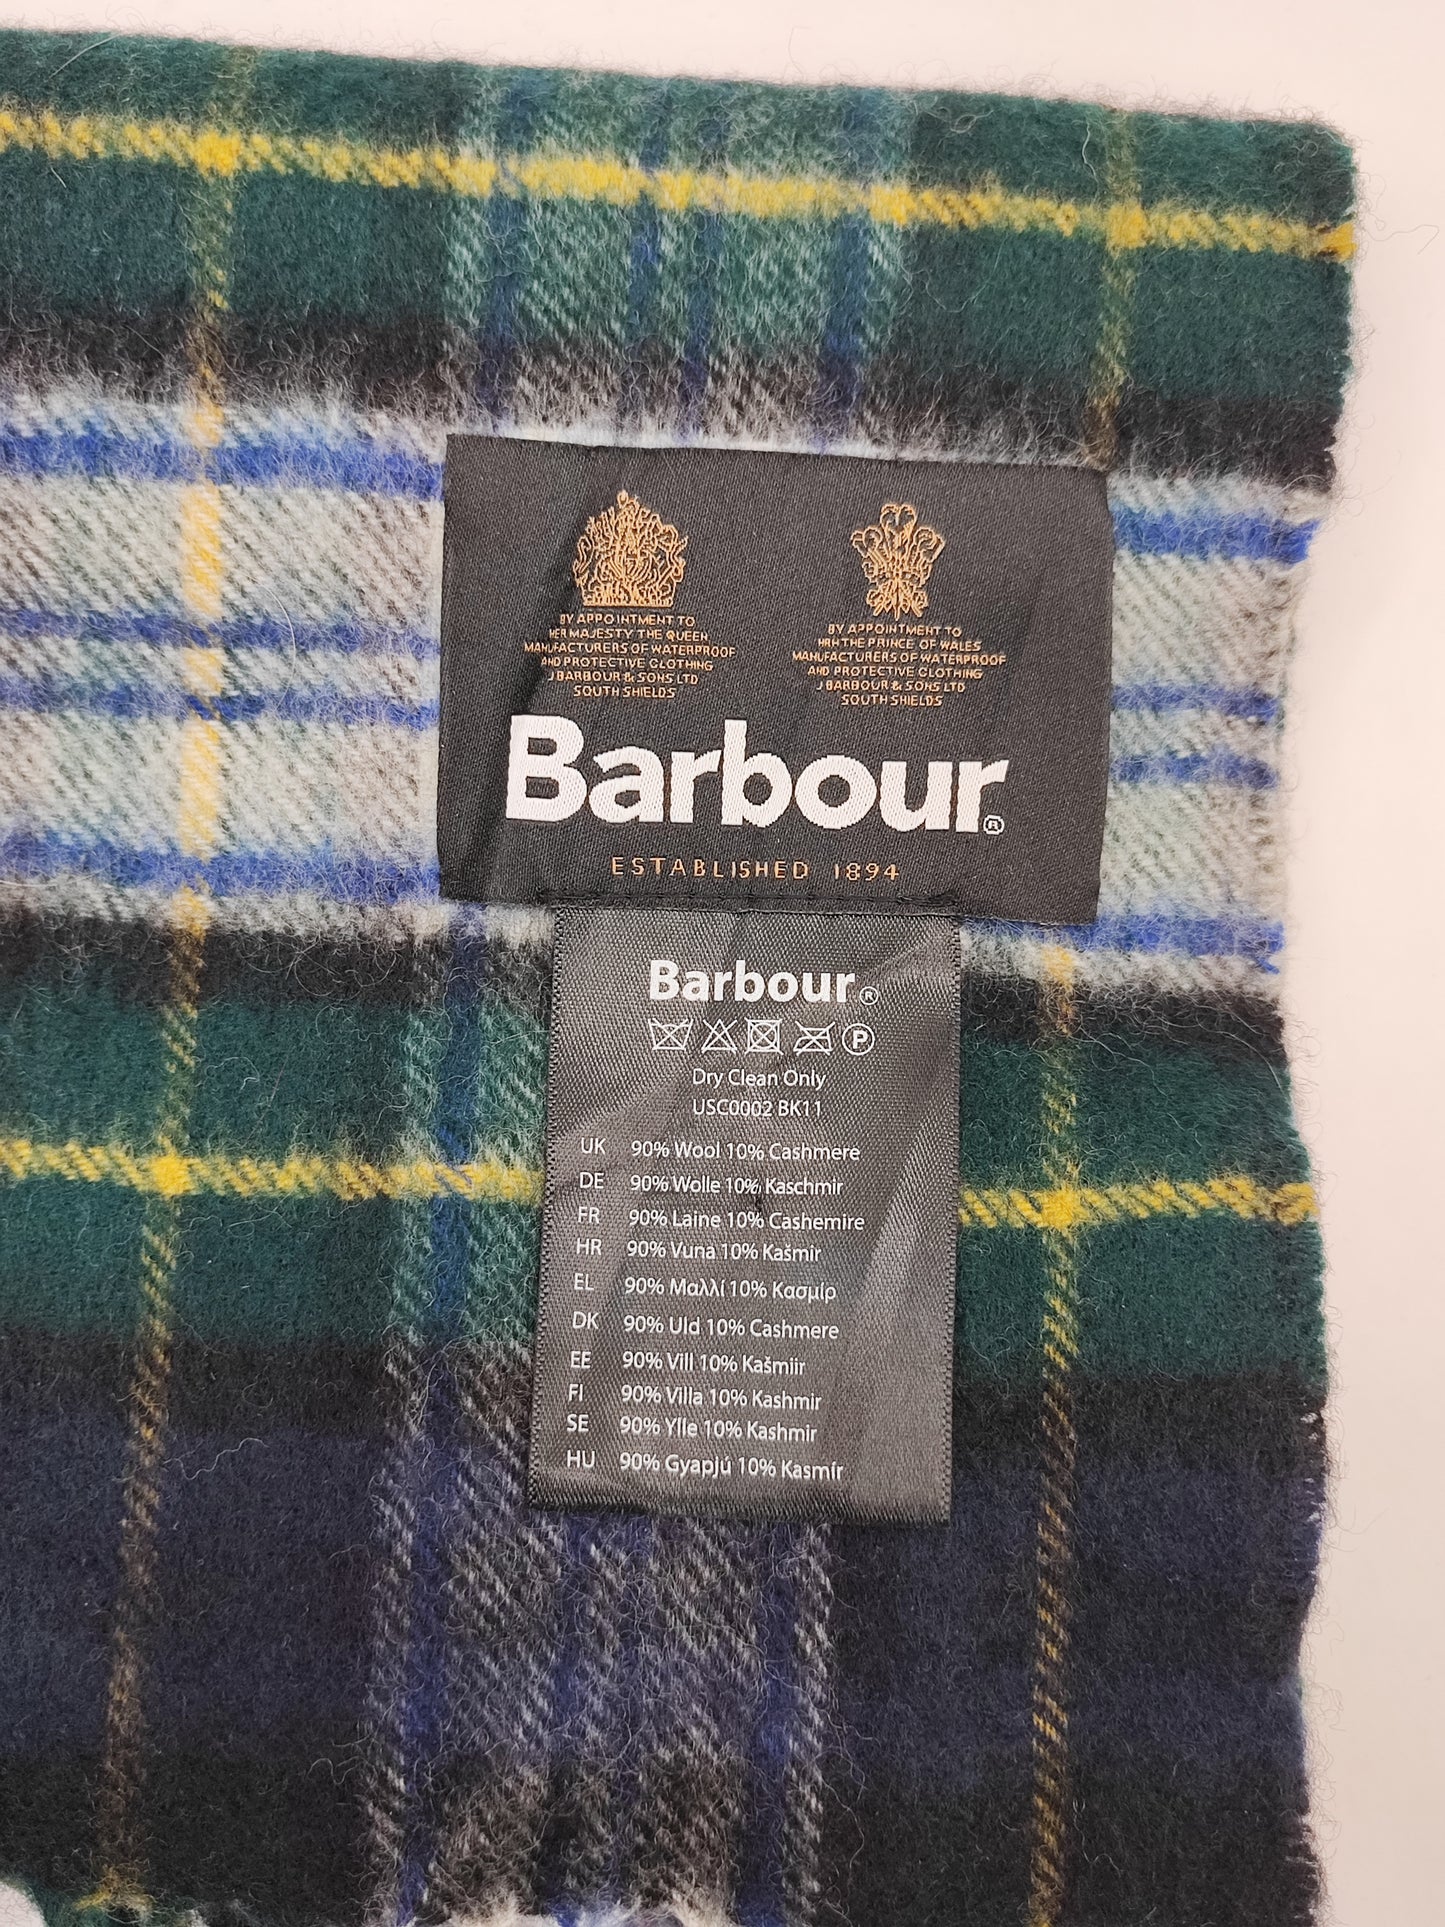 BY APPOINTMENT TO
HER MAJESTY THE QUEEN
MANUFACTURERS OF WATERPROOF
AND PROTECTIVE CLOTHING
J BARBOUR & SONS LTD
SOUTH SHIELDS
BY APPOINTMENT TO
HRH THE PRINCE OF WALES
MANUFACTURERS OF WATERPROOF
AND PROTECTIVE CLOTHING
J BARBOUR & SONS LTD
SOUTH SHIELDS
Barbour®
ESTABLISHED 1894
Barbour®
P
Dry Clean Only
USC0002 BK11
UK 90% Wool 10% Cashmere
DE 90% Wolle 10% Kaschmir
FR 90% Laine 10% Cashemire
HR 90% Vuna 10% Kašmir
EL 90% Μαλλί 10% Κασμίρ
DK 90% Uld 10% Cashmere
EE 90% Vill 10% Kašmiir
FI 90% Villa 10% Kashmir
SE 90% Ylle 10% Kashmir
HU 90% Gyapjú 10% Kasmír